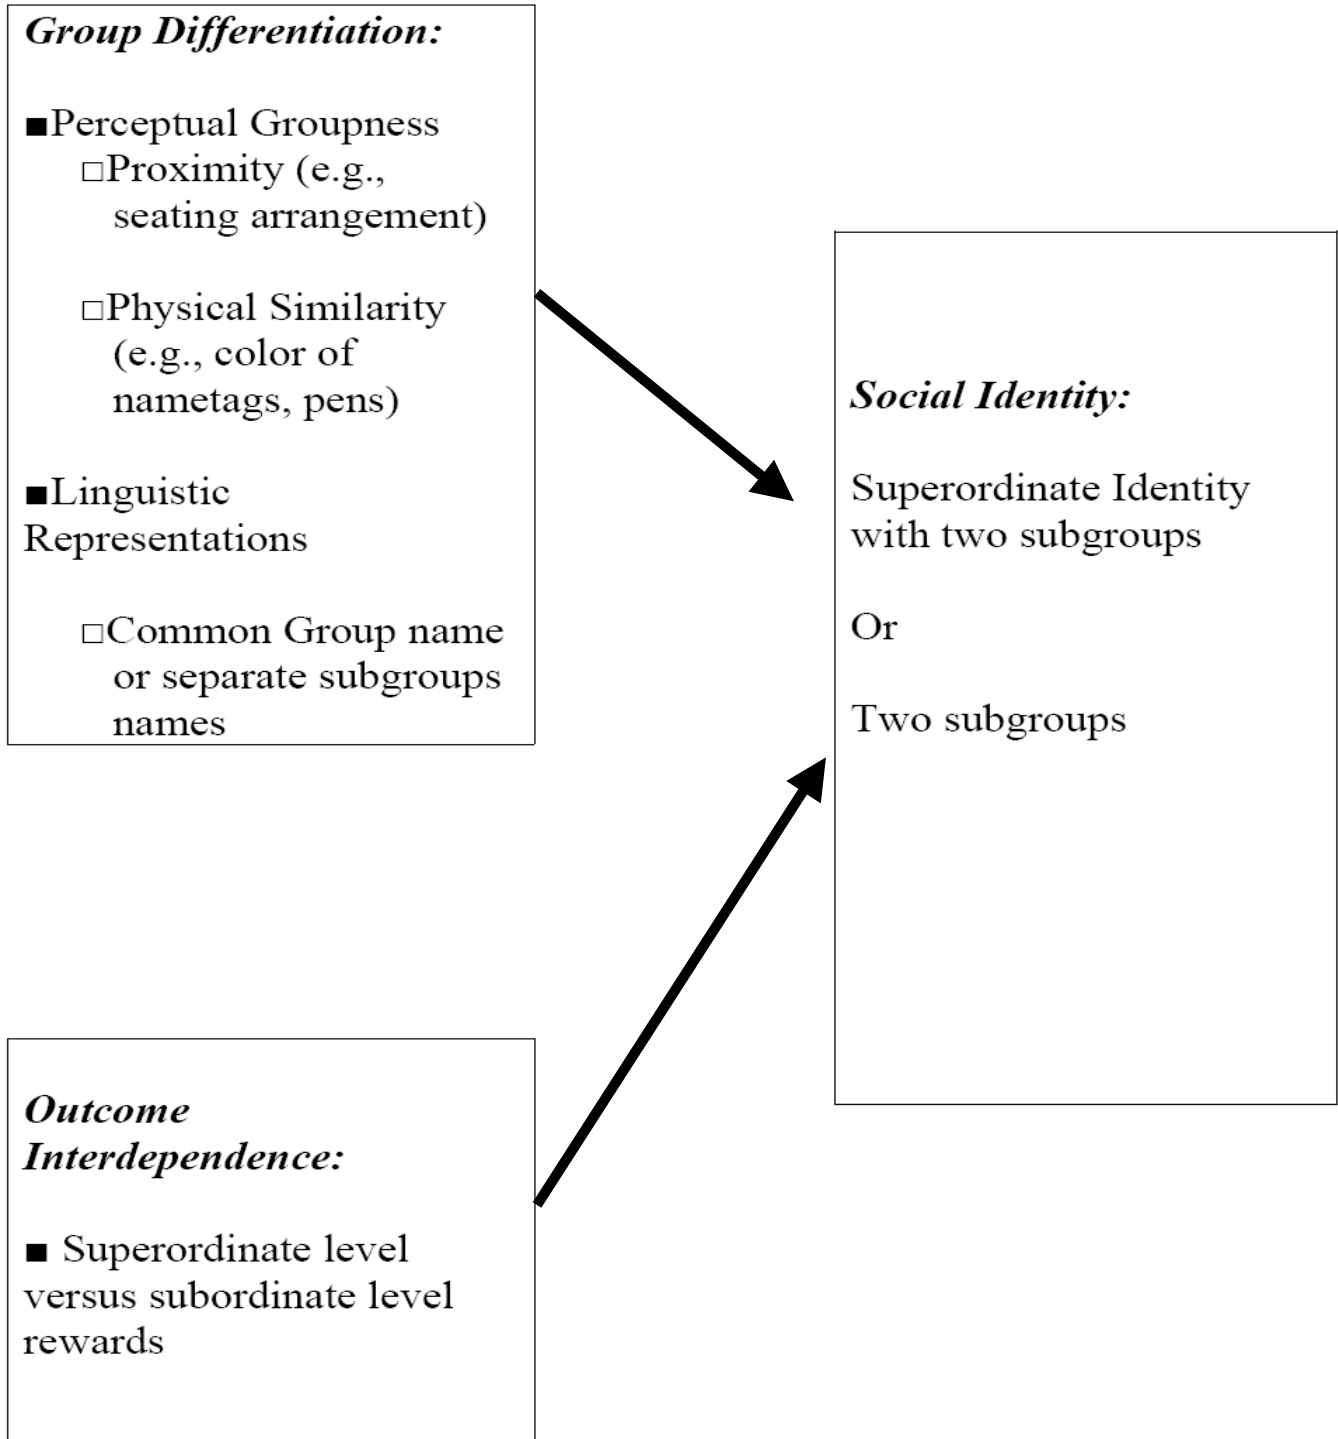 Group Differentiation:
■Perceptual Groupness
□Proximity (e.g.,
seating arrangement)
□Physical Similarity
(e.g., color of
nametags, pens)
■Linguistic
Representations
□Common Group name
or separate subgroups
names
Social Identity:
Superordinate Identity
with two subgroups
Or
Two subgroups
Outcome
Interdependence:
■ Superordinate level
versus subordinate level
rewards